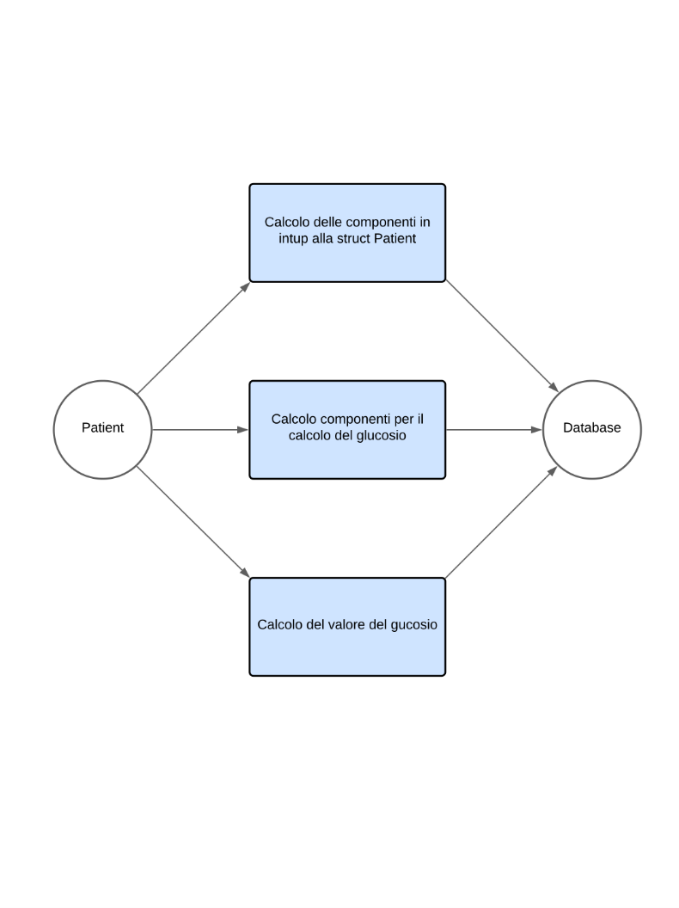 Calcolo delle componenti in
intup alla struct Patient
Patient
Calcolo componenti per il
calcolo del glucosio
Database
Calcolo del valore del gucosio